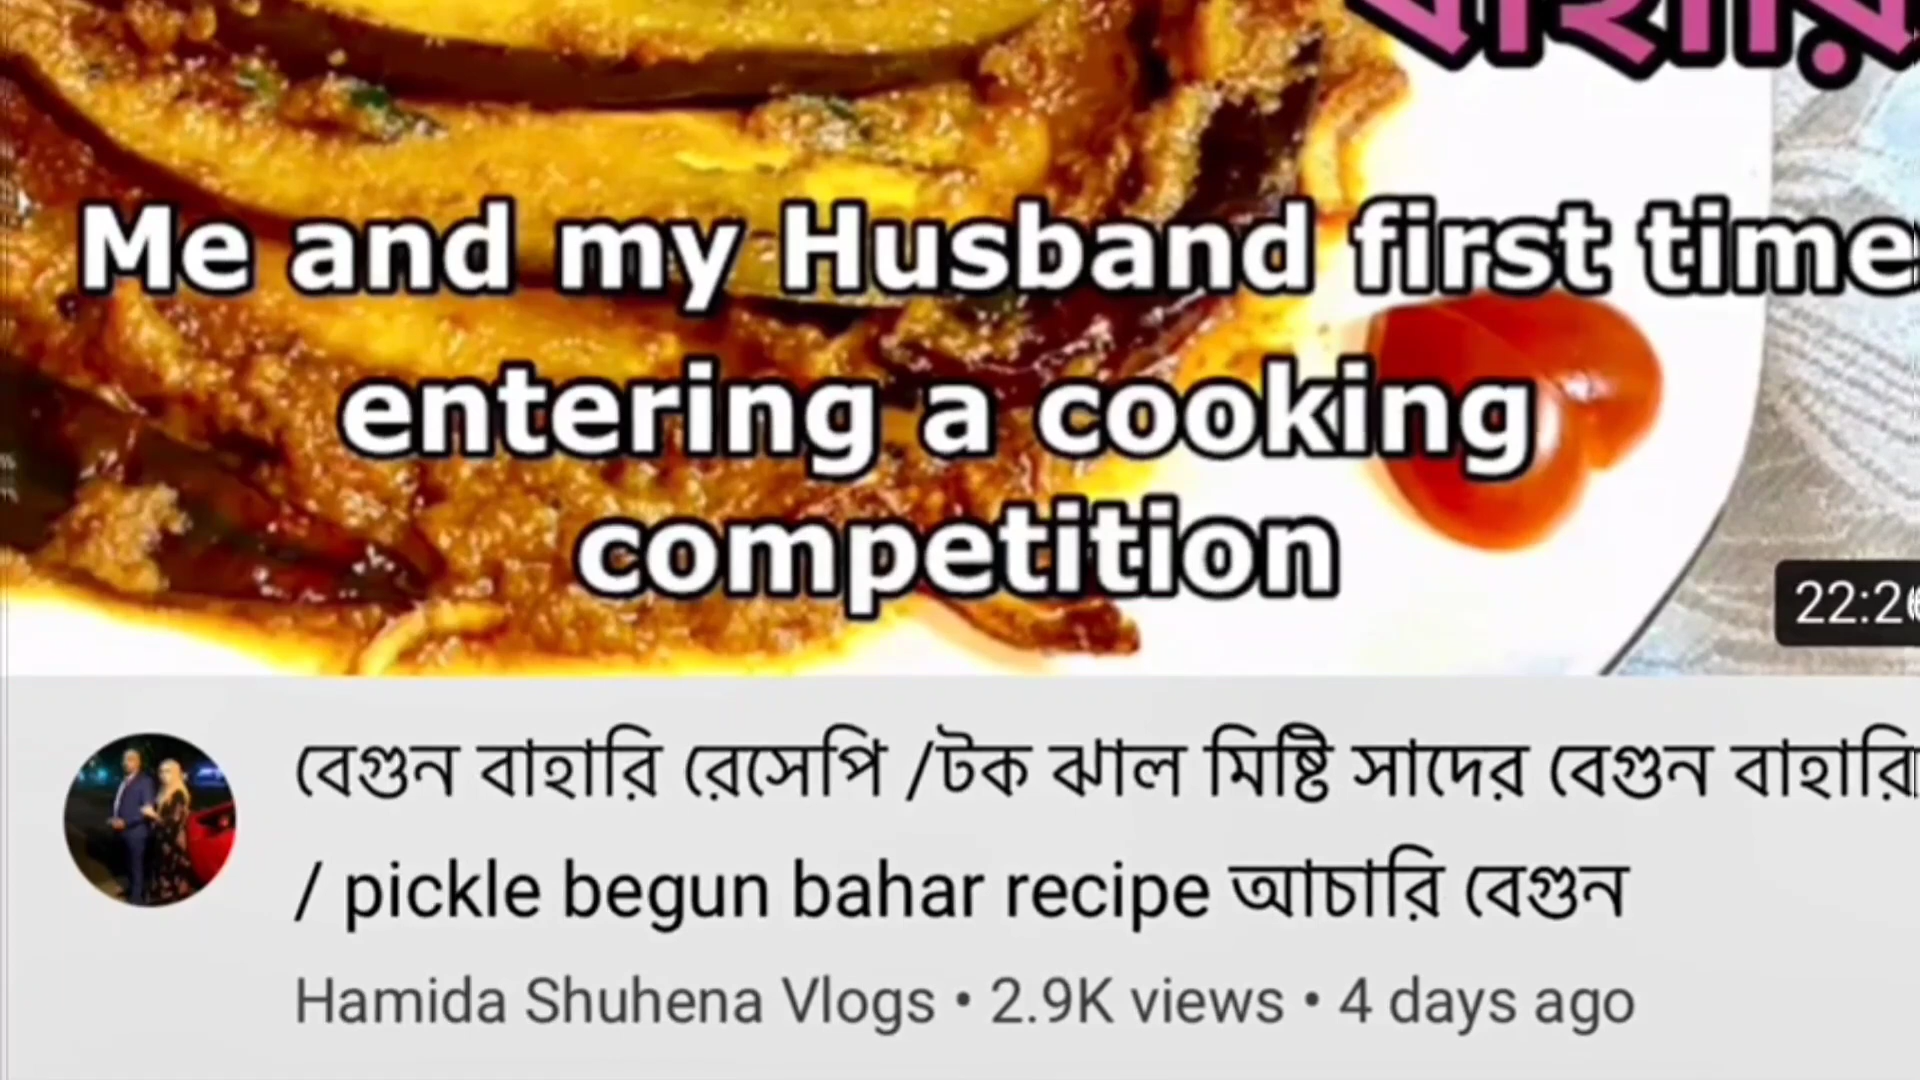 বাহারি
Me and my Husband first time
entering a cooking
competition
বেগুন বাহারি রেসেপি /টক ঝাল মিষ্টি সাদের বেগুন বাহারি
/ pickle begun bahar recipe আচারি বেগুন
Hamida Shuhena Vlogs • 2.9K views • 4 days ago